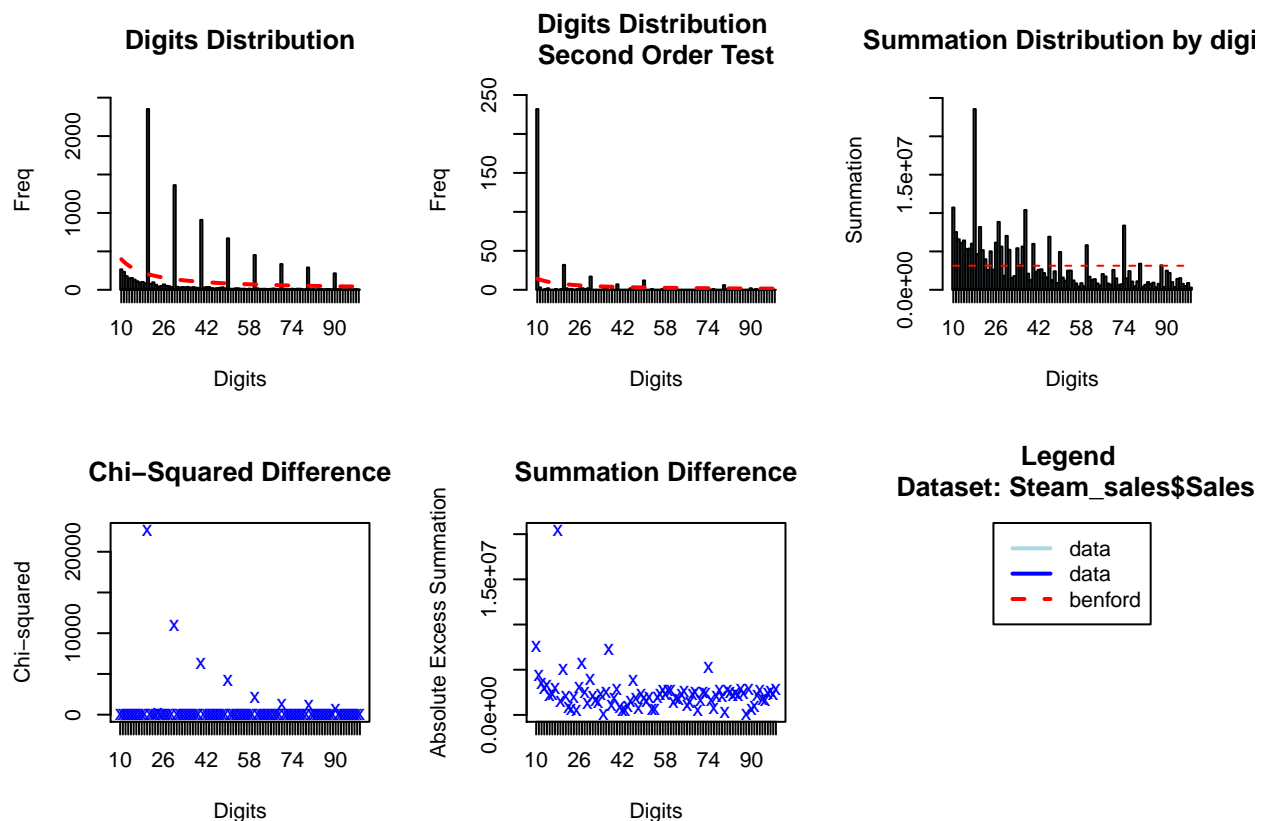 Digits Distribution
Freq
0
1000
2000
10 26 42 58 74 90
Digits
Digits Distribution
Second Order Test
Freq
0
50
150
250
10 26 42 58 74 90
Digits
Summation Distribution by digi
Summation
0.0e+00
1.5e+07
10 26 42 58 74 90
Digits
Chi−Squared Difference
Chi−squared
0
10000
20000
10 26 42 58 74 90
Digits
Summation Difference
Absolute Excess Summation
0.0e+00
1.5e+07
10 26 42 58 74 90
Digits
Legend
Dataset: Steam_sales$Sales
data
data
benford